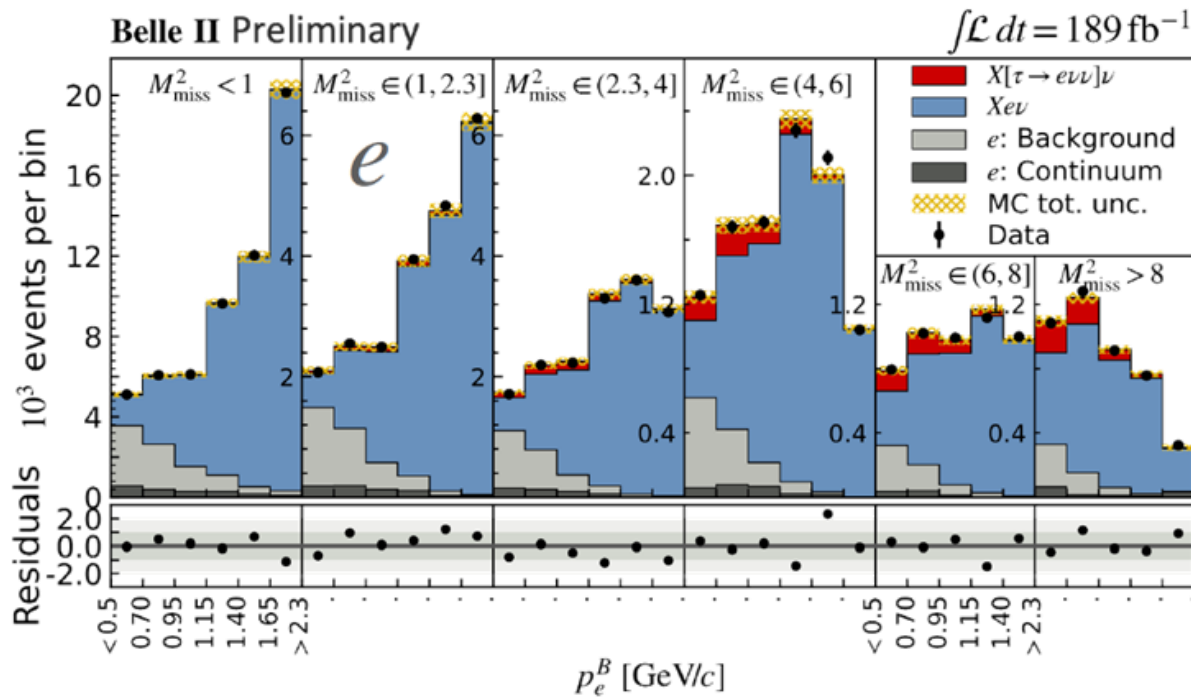 Belle II Preliminary
∫ℒ dt = 189 fb⁻¹
M²miss < 1
M²miss ∈ (1, 2.3]
M²miss ∈ (2.3, 4]
M²miss ∈ (4, 6]
X[τ → eνν]ν
Xeν
e: Background
e: Continuum
MC tot. unc.
Data
M²miss ∈ (6, 8]
M²miss > 8
e
10³ events per bin
20
16
12
8
4
0
6
4
2
6
4
2
2.0
1.2
0.4
1.2
0.4
1.2
0.4
Residuals
2.0
0.0
-2.0
< 0.5
0.70
0.95
1.15
1.40
1.65
> 2.3
< 0.5
0.70
0.95
1.15
1.40
1.65
> 2.3
pᴮₑ [GeV/c]